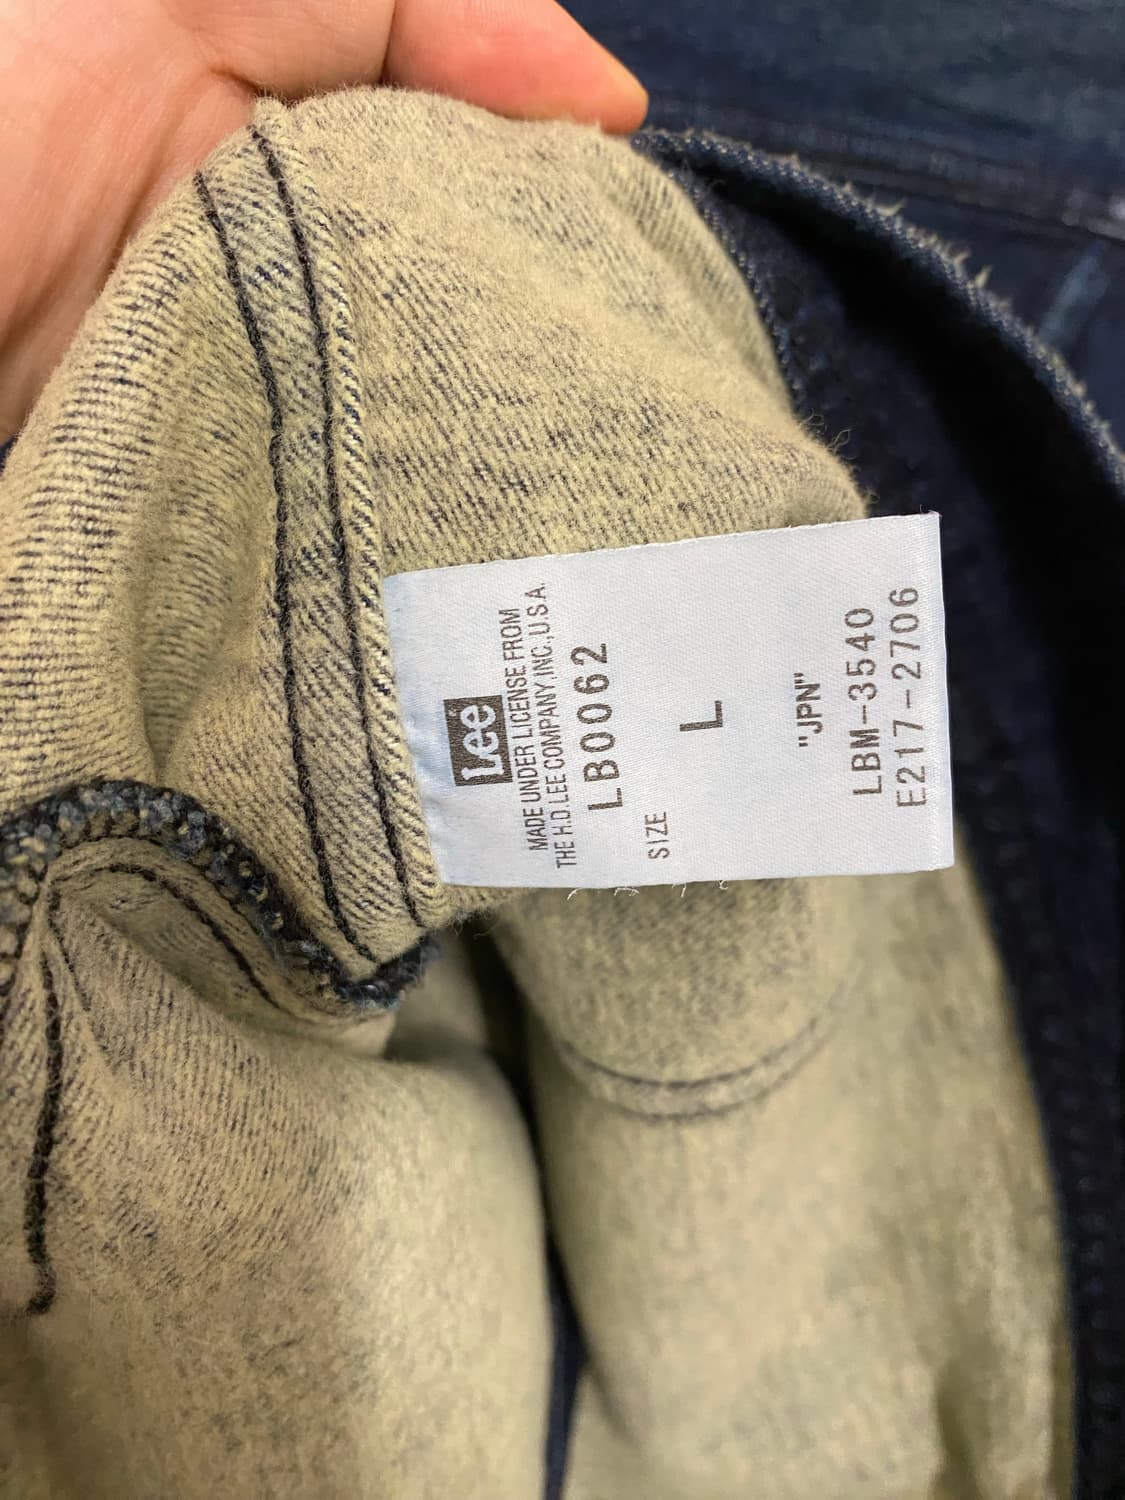 Lee
MADE UNDER LICENSE FROM
THE H.D.LEE COMPANY,INC.,U.S.A.
LB0062
SIZE L
"JPN"
LBM-3540
E217-2706